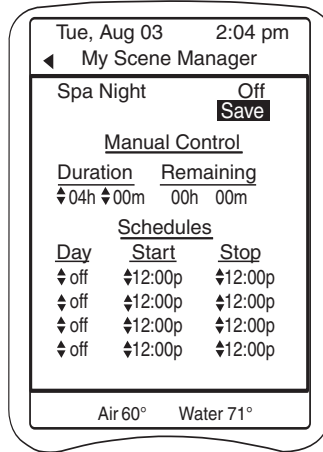 Tue, Aug 03 2:04 pm
◀ My Scene Manager
Spa Night Off
Save
Manual Control
Duration Remaining
04h 00m 00h 00m
Schedules
Day Start Stop
off 12:00p 12:00p
off 12:00p 12:00p
off 12:00p 12:00p
off 12:00p 12:00p
Air 60° Water 71°